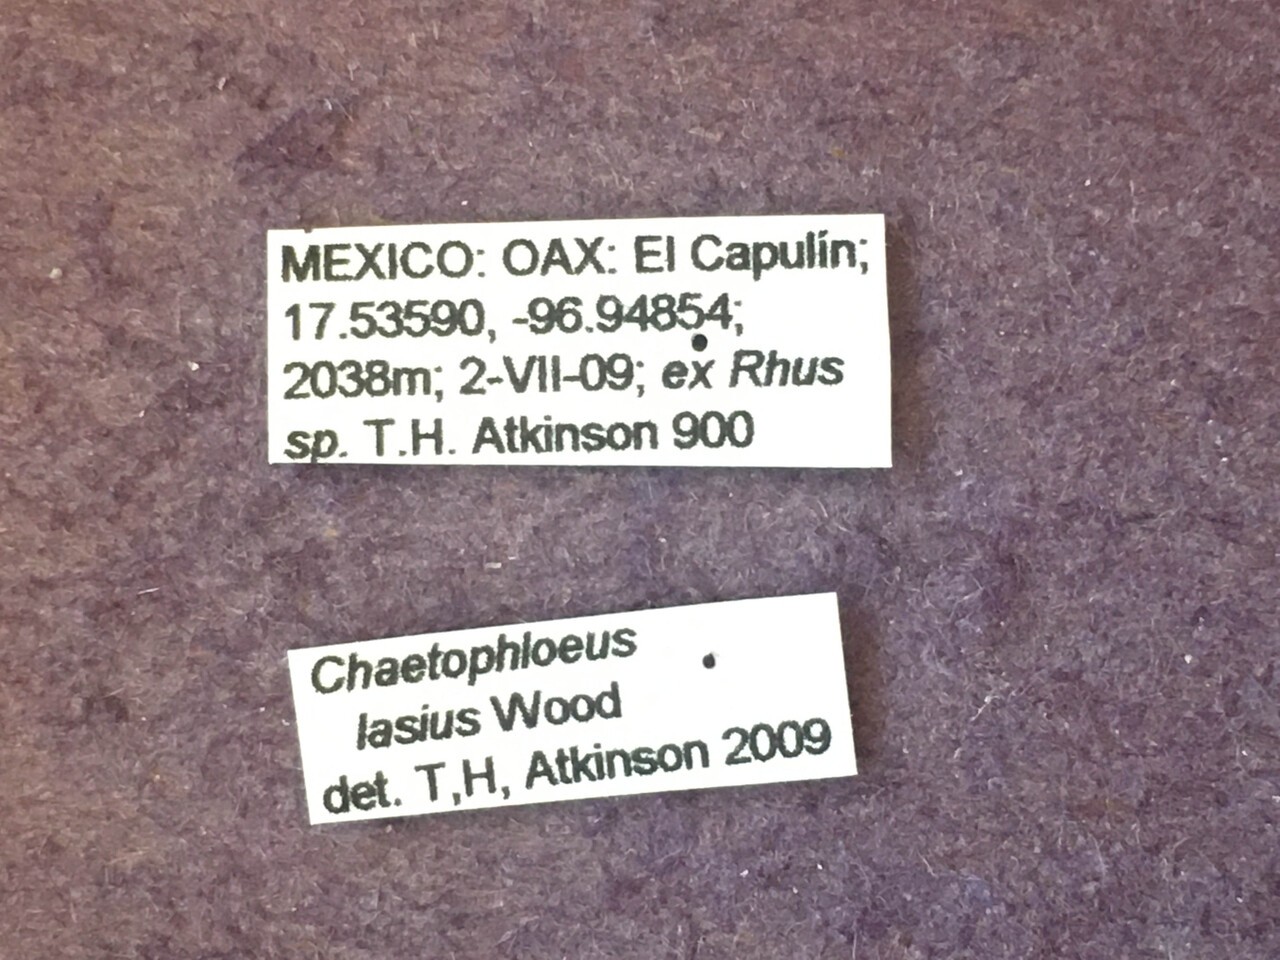 MEXICO: OAX: El Capulín;
17.53590, -96.94854;
2038m; 2-VII-09; ex Rhus
sp. T.H. Atkinson 900
Chaetophloeus
lasius Wood
det. T,H, Atkinson 2009